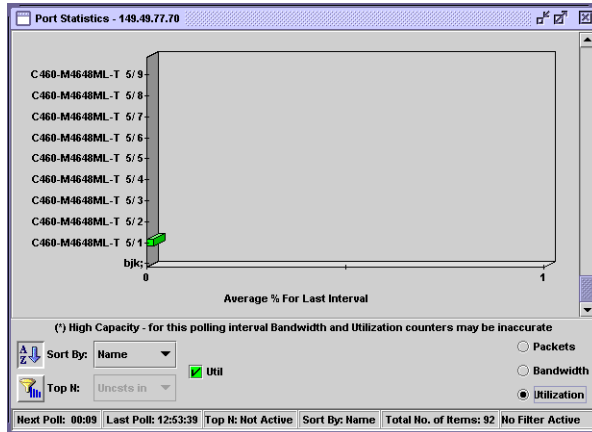 Port Statistics - 149.49.77.70
C460-M4648ML-T 5/ 9
C460-M4648ML-T 5/ 8
C460-M4648ML-T 5/ 7
C460-M4648ML-T 5/ 6
C460-M4648ML-T 5/ 5
C460-M4648ML-T 5/ 4
C460-M4648ML-T 5/ 3
C460-M4648ML-T 5/ 2
C460-M4648ML-T 5/ 1
bjk;
0 1
Average % For Last Interval
(*) High Capacity - for this polling interval Bandwidth and Utilization counters may be inaccurate
A Z Sort By: Name
Util
Top N: Uncsts in
Packets
Bandwidth
Utilization
Next Poll: 00:09 Last Poll: 12:53:39 Top N: Not Active Sort By: Name Total No. of Items: 92 No Filter Active